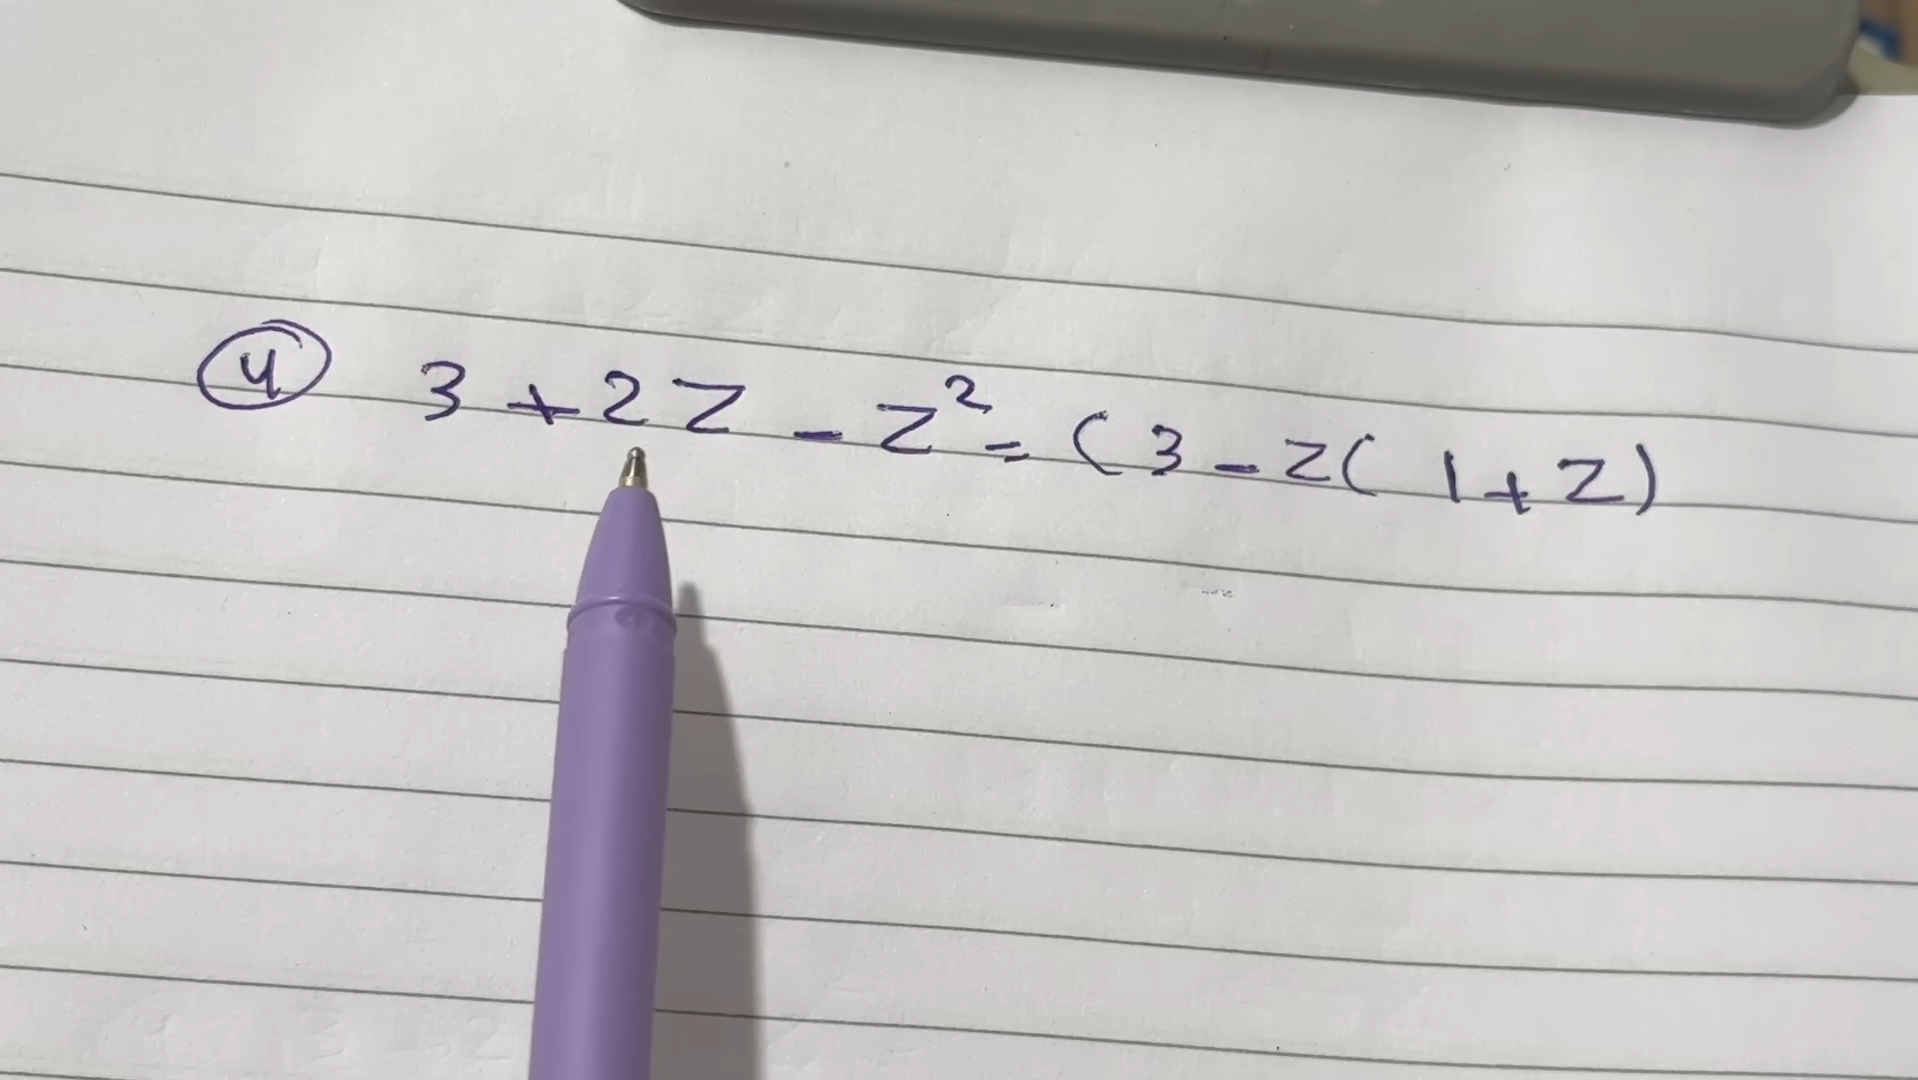 ④ 3 + 2Z - Z² = (3 - Z( 1 + Z)